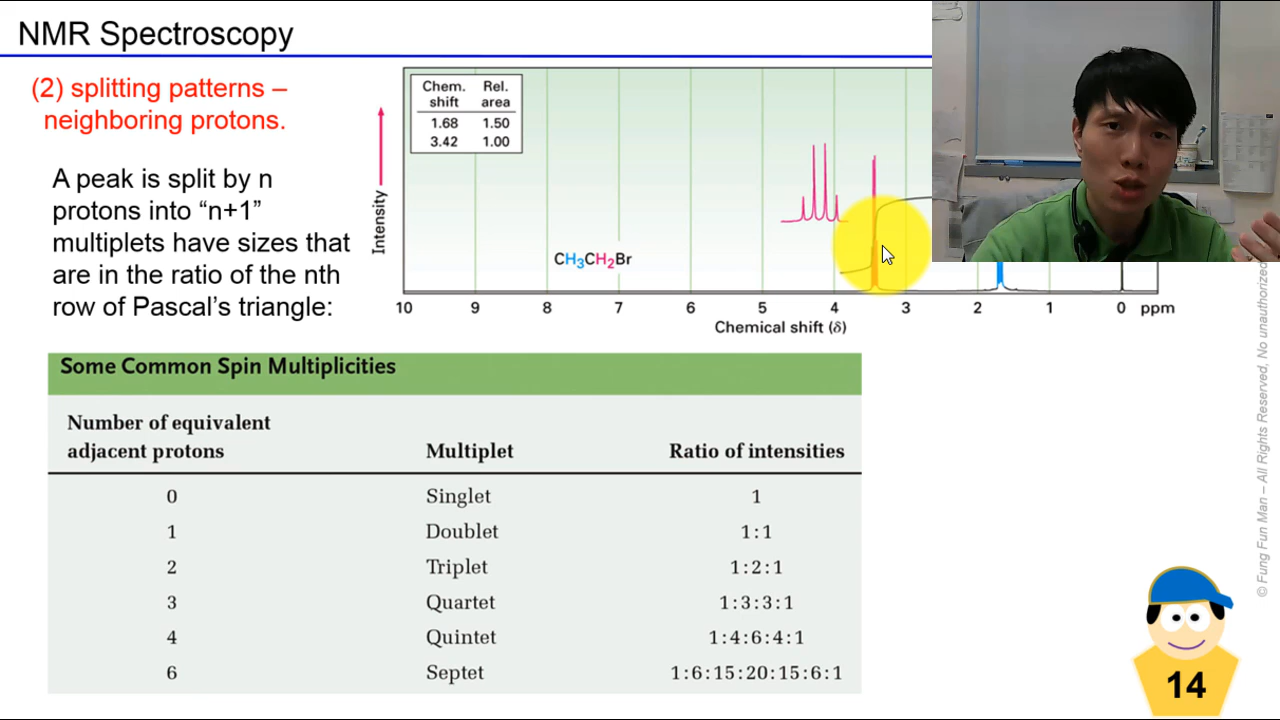 NMR Spectroscopy
(2) splitting patterns –
neighboring protons.
A peak is split by n
protons into “n+1”
multiplets have sizes that
are in the ratio of the nth
row of Pascal’s triangle:
Chem. shift Rel. area
1.68 1.50
3.42 1.00
Intensity
CH3CH2Br
10 9 8 7 6 5 4 3 2 1 0 ppm
Chemical shift (δ)
Some Common Spin Multiplicities
Number of equivalent
adjacent protons Multiplet Ratio of intensities
0 Singlet 1
1 Doublet 1:1
2 Triplet 1:2:1
3 Quartet 1:3:3:1
4 Quintet 1:4:6:4:1
6 Septet 1:6:15:20:15:6:1
© Fung Fun Man – All Rights Reserved. No unauthorized
14